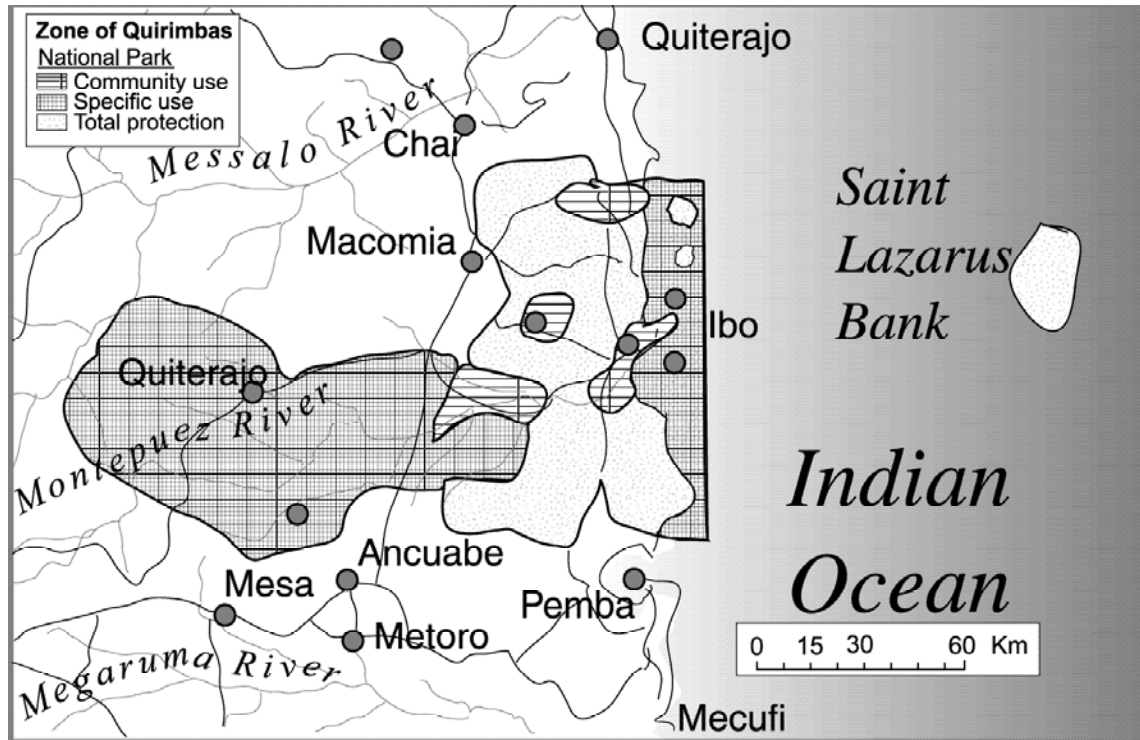 Zone of Quirimbas
National Park
Community use
Specific use
Total protection
Quiterajo
Messalo River
Chai
Saint
Lazarus
Bank
Macomia
Ibo
Quiterajo
Montepuez River
Indian
Ocean
Ancuabe
Mesa
Pemba
Metoro
Megaruma River
0 15 30 60 Km
Mecufi